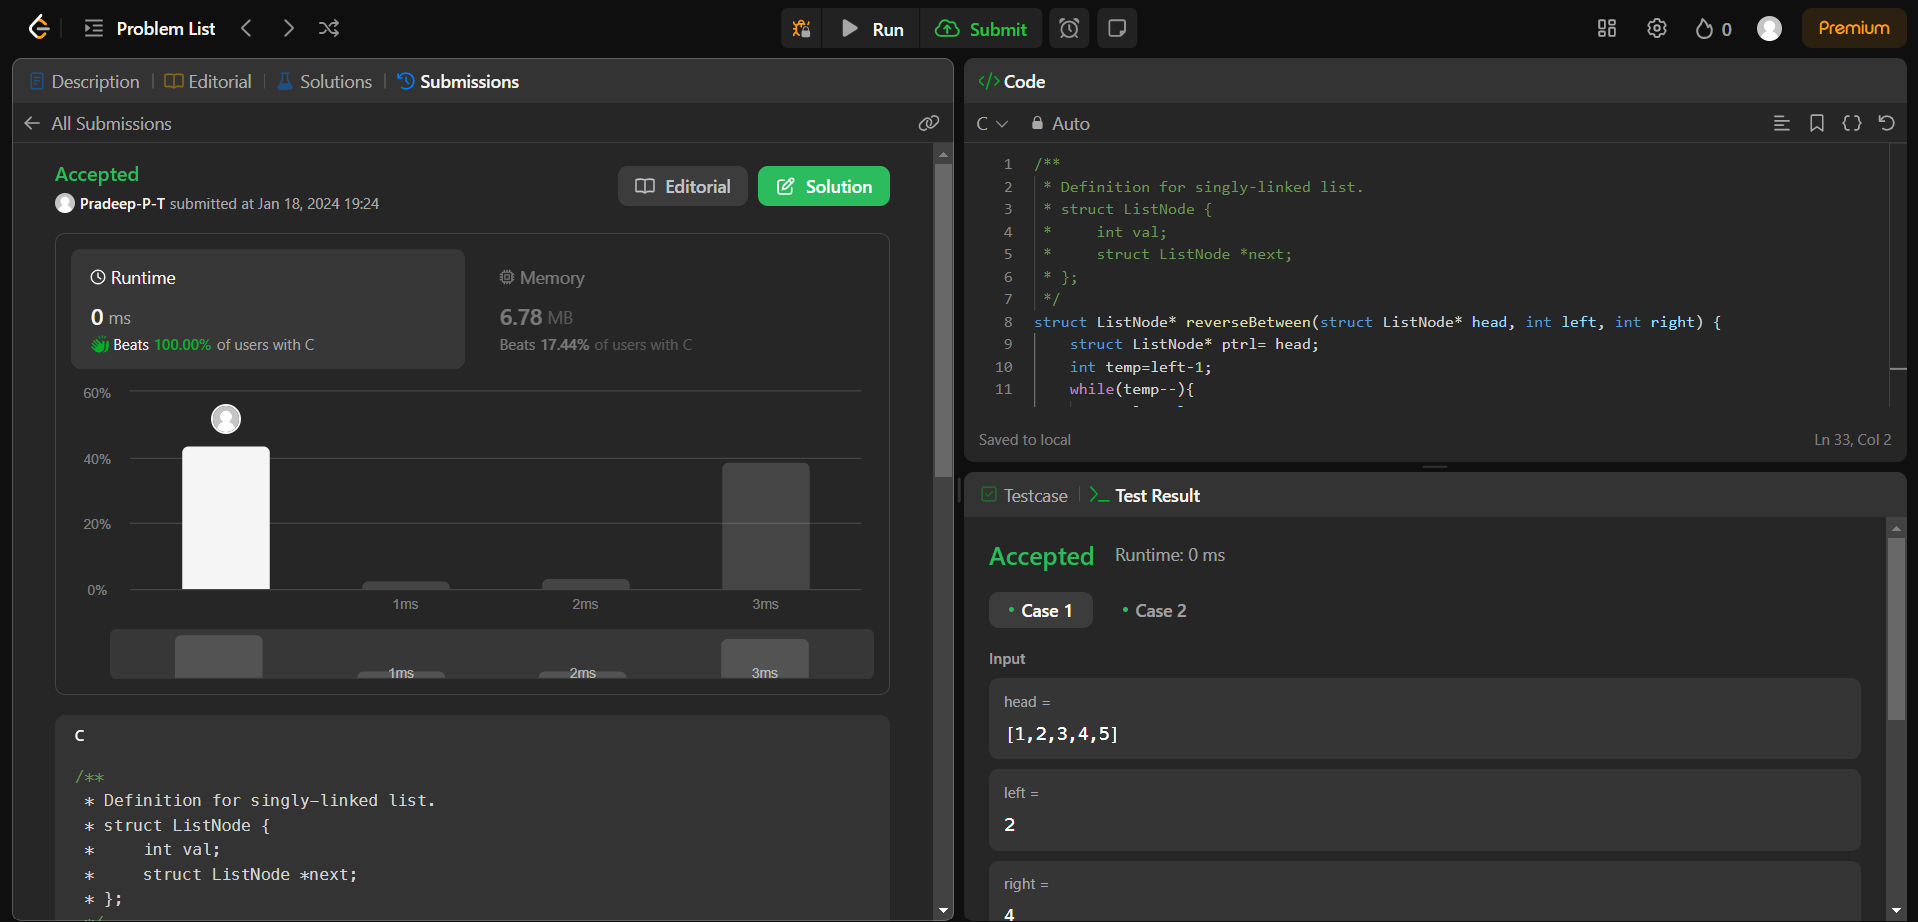 Problem List
Run
Submit
0
Premium
Description
Editorial
Solutions
Submissions
All Submissions
Accepted
Pradeep-P-T submitted at Jan 18, 2024 19:24
Editorial
Solution
Runtime
0 ms
Beats 100.00% of users with C
Memory
6.78 MB
Beats 17.44% of users with C
60%
40%
20%
0%
1ms
2ms
3ms
1ms
2ms
3ms
C
/**
 * Definition for singly-linked list.
 * struct ListNode {
 *     int val;
 *     struct ListNode *next;
 * };
</> Code
C
Auto
1 /**
2  * Definition for singly-linked list.
3  * struct ListNode {
4  *     int val;
5  *     struct ListNode *next;
6  * };
7  */
8 struct ListNode* reverseBetween(struct ListNode* head, int left, int right) {
9     struct ListNode* ptrl= head;
10     int temp=left-1;
11     while(temp--){
Saved to local
Ln 33, Col 2
Testcase
Test Result
Accepted
Runtime: 0 ms
Case 1
Case 2
Input
head =
[1,2,3,4,5]
left =
2
right =
4